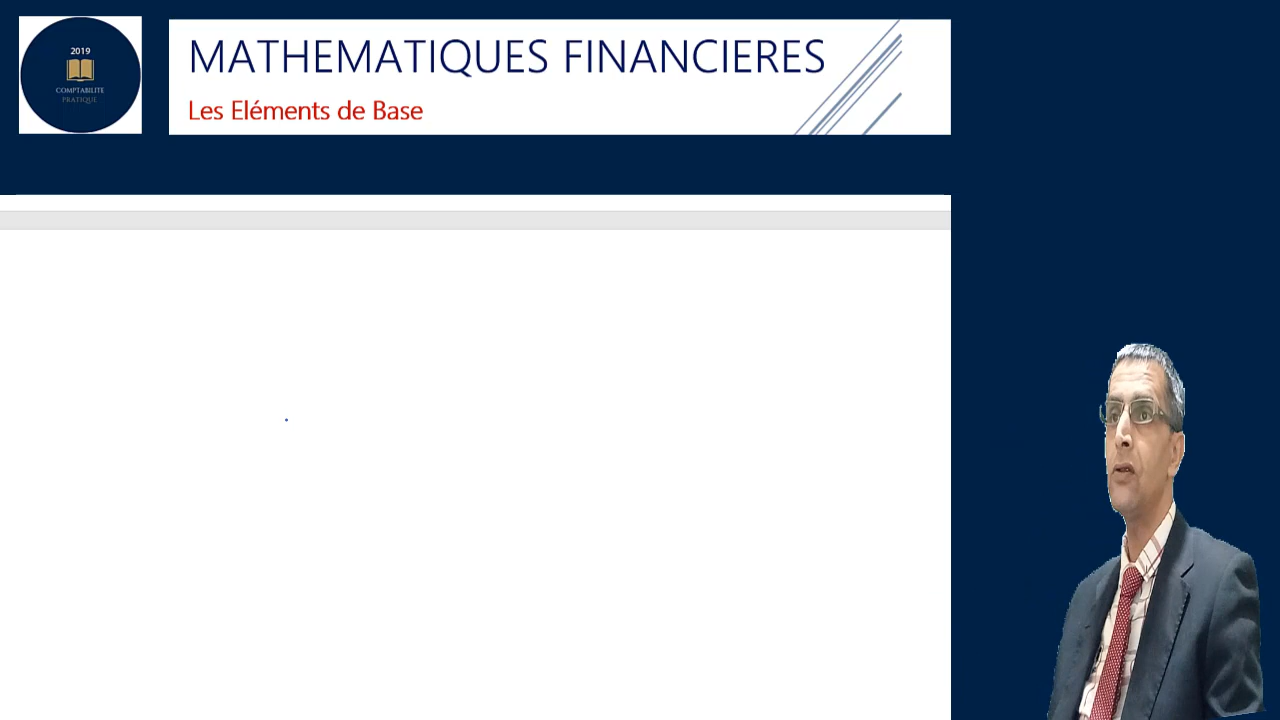 2019
COMPTABILITE
PRATIQUE
MATHEMATIQUES FINANCIERES
Les Eléments de Base